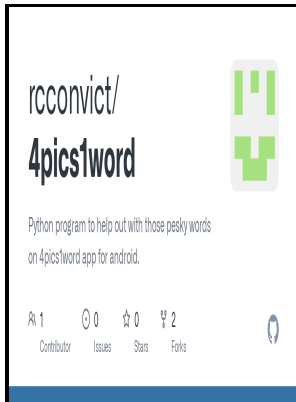 rcconvict/
4pics1word
Python program to help out with those pesky words
on 4pics1word app for android.
1 0 0 2
Contributor Issues Stars Forks